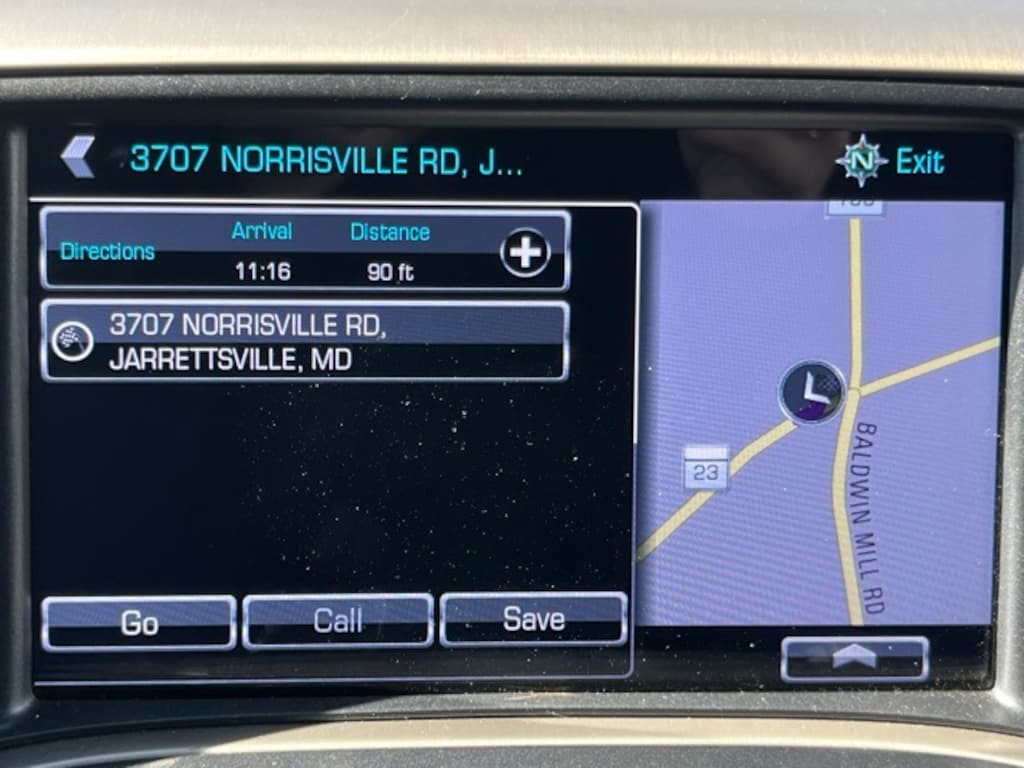 3707 NORRISVILLE RD, J...
N Exit
Directions
Arrival
11:16
Distance
90 ft
3707 NORRISVILLE RD,
JARRETTSVILLE, MD
23
BALDWIN MILL RD
Go
Call
Save